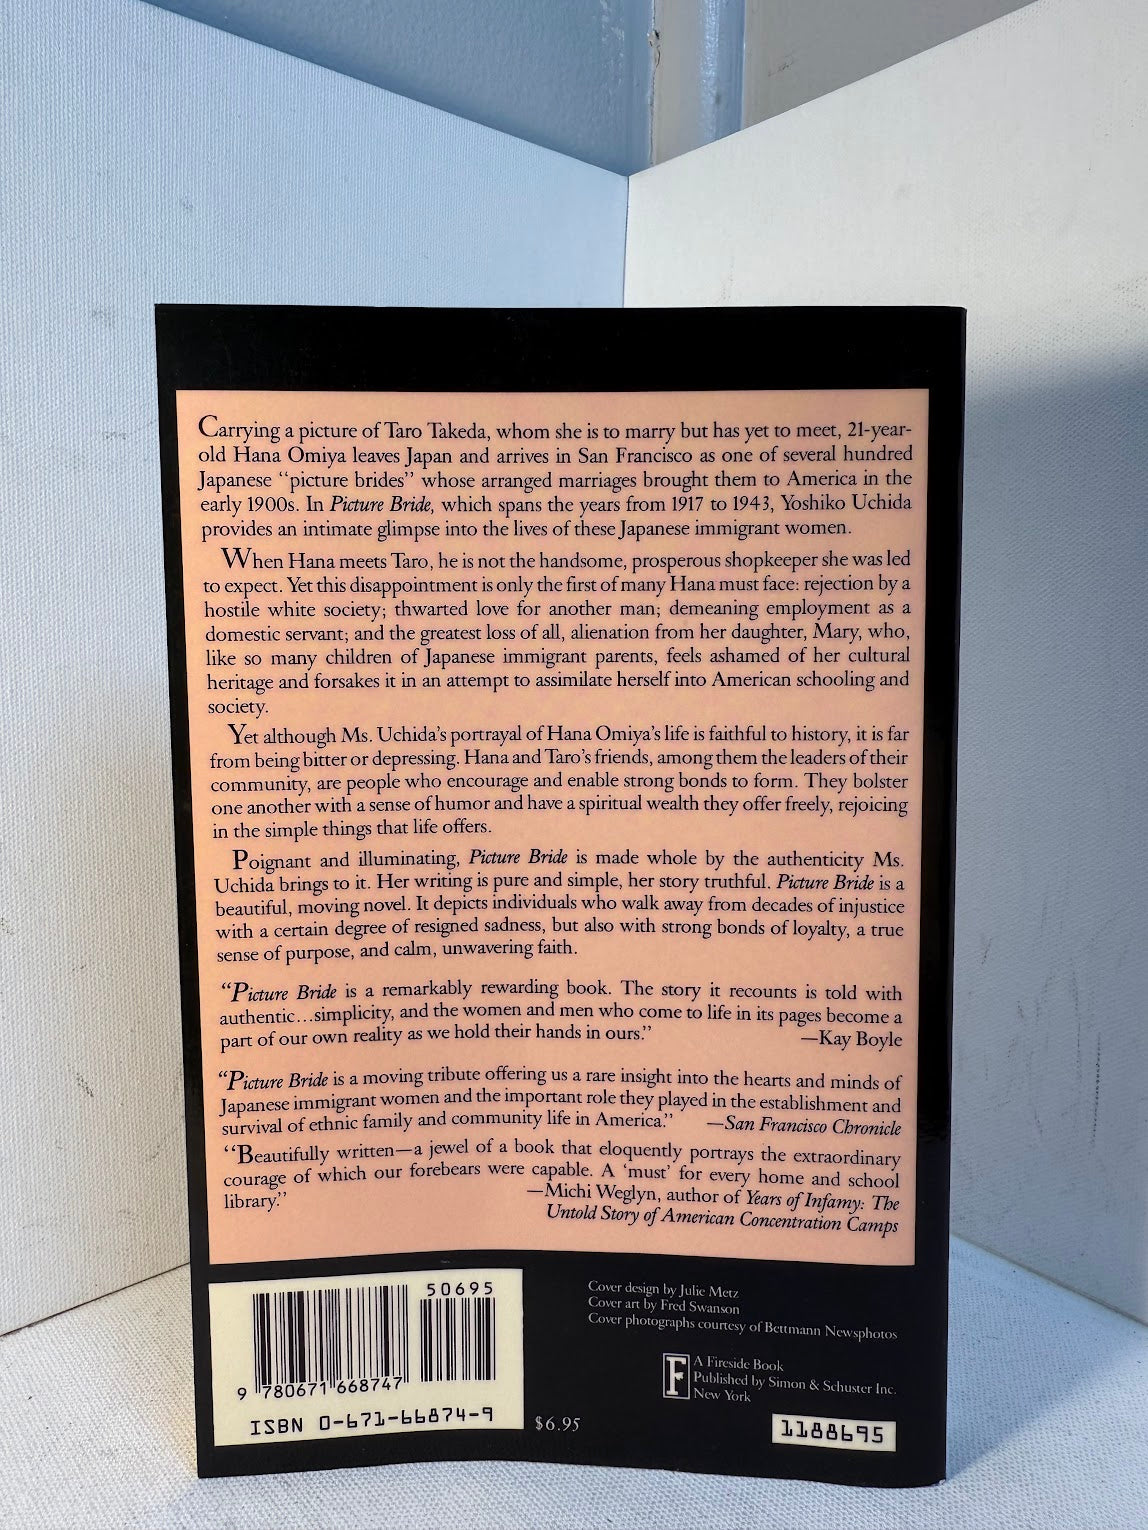 Carrying a picture of Taro Takeda, whom she is to marry but has yet to meet, 21-year-
old Hana Omiya leaves Japan and arrives in San Francisco as one of several hundred
Japanese “picture brides” whose arranged marriages brought them to America in the
early 1900s. In Picture Bride, which spans the years from 1917 to 1943, Yoshiko Uchida
provides an intimate glimpse into the lives of these Japanese immigrant women.
When Hana meets Taro, he is not the handsome, prosperous shopkeeper she was led
to expect. Yet this disappointment is only the first of many Hana must face: rejection by a
hostile white society; thwarted love for another man; demeaning employment as a
domestic servant; and the greatest loss of all, alienation from her daughter, Mary, who,
like so many children of Japanese immigrant parents, feels ashamed of her cultural
heritage and forsakes it in an attempt to assimilate herself into American schooling and
society.
Yet although Ms. Uchida’s portrayal of Hana Omiya’s life is faithful to history, it is far
from being bitter or depressing. Hana and Taro’s friends, among them the leaders of their
community, are people who encourage and enable strong bonds to form. They bolster
one another with a sense of humor and have a spiritual wealth they offer freely, rejoicing
in the simple things that life offers.
Poignant and illuminating, Picture Bride is made whole by the authenticity Ms.
Uchida brings to it. Her writing is pure and simple, her story truthful. Picture Bride is a
beautiful, moving novel. It depicts individuals who walk away from decades of injustice
with a certain degree of resigned sadness, but also with strong bonds of loyalty, a true
sense of purpose, and calm, unwavering faith.
“Picture Bride is a remarkably rewarding book. The story it recounts is told with
authentic...simplicity, and the women and men who come to life in its pages become a
part of our own reality as we hold their hands in ours.” —Kay Boyle
“Picture Bride is a moving tribute offering us a rare insight into the hearts and minds of
Japanese immigrant women and the important role they played in the establishment and
survival of ethnic family and community life in America.” —San Francisco Chronicle
“Beautifully written—a jewel of a book that eloquently portrays the extraordinary
courage of which our forebears were capable. A ‘must’ for every home and school
library.” —Michi Weglyn, author of Years of Infamy: The
Untold Story of American Concentration Camps
50695
9 780671 668747
ISBN 0-671-66874-9
$6.95
Cover design by Julie Metz
Cover art by Fred Swanson
Cover photographs courtesy of Bettmann Newsphotos
F
A Fireside Book
Published by Simon & Schuster Inc.
New York
1188695